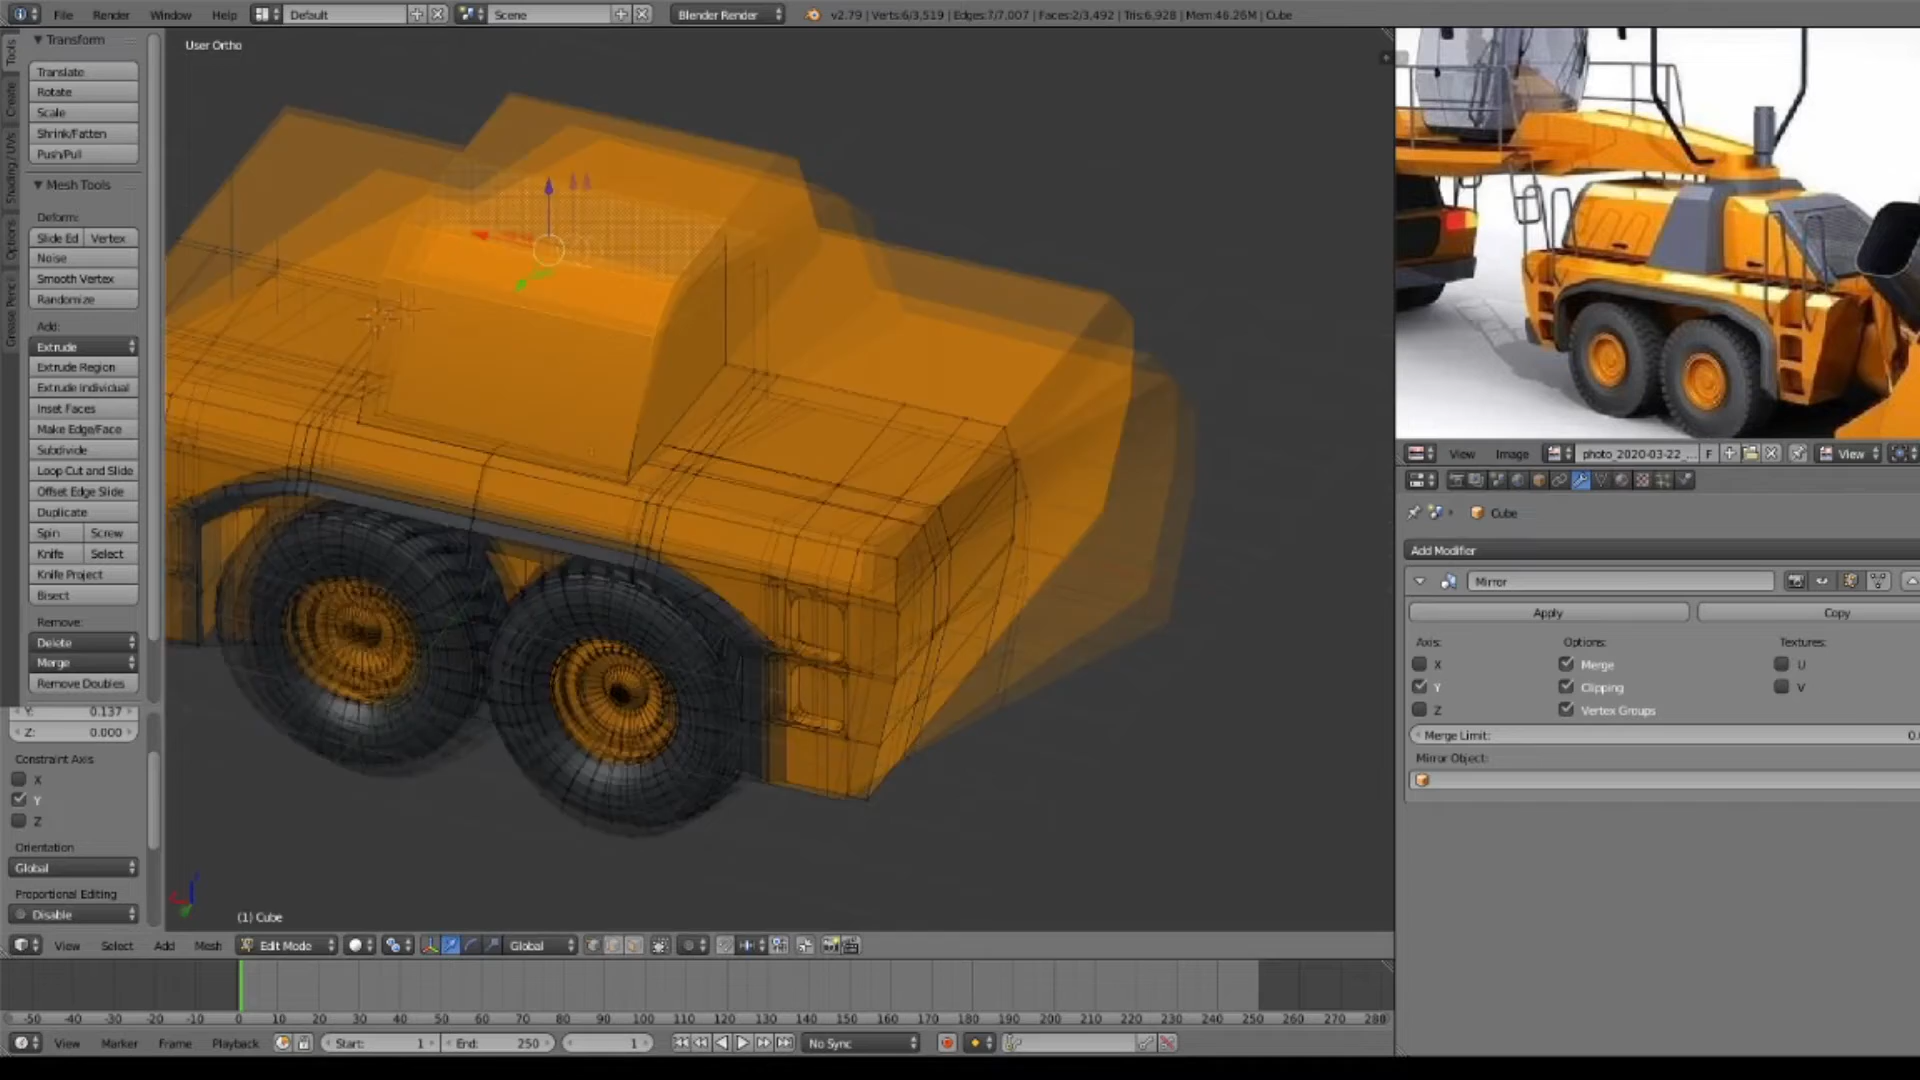 File Render Window Help Default Scene Blender Render v2.79 | Verts:6/3,519 | Edges:7/7,007 | Faces:2/3,492 | Tris:6,928 | Mem:46.26M | Cube
Tools
Create
Shading / UVs
Options
Grease Pencil
Transform
Translate
Rotate
Scale
Shrink/Fatten
Push/Pull
Mesh Tools
Deform:
Slide Ed Vertex
Noise
Smooth Vertex
Randomize
Add:
Extrude
Extrude Region
Extrude Individual
Inset Faces
Make Edge/Face
Subdivide
Loop Cut and Slide
Offset Edge Slide
Duplicate
Spin Screw
Knife Select
Knife Project
Bisect
Remove:
Delete
Merge
Remove Doubles
Y: 0.137
Z: 0.000
Constraint Axis
X
Y
Z
Orientation
Global
Proportional Editing
Disable
User Ortho
(1) Cube
View Select Add Mesh Edit Mode Global
-50 -40 -30 -20 -10 0 10 20 30 40 50 60 70 80 90 100 110 120 130 140 150 160 170 180 190 200 210 220 230 240 250 260 270 280
View Marker Frame Playback Start: 1 End: 250 1 No Sync
View Image photo_2020-03-22_... F View
Cube
Add Modifier
Mirror
Apply Copy
Axis: Options: Textures:
X Merge U
Y Clipping V
Z Vertex Groups
Merge Limit:
Mirror Object: